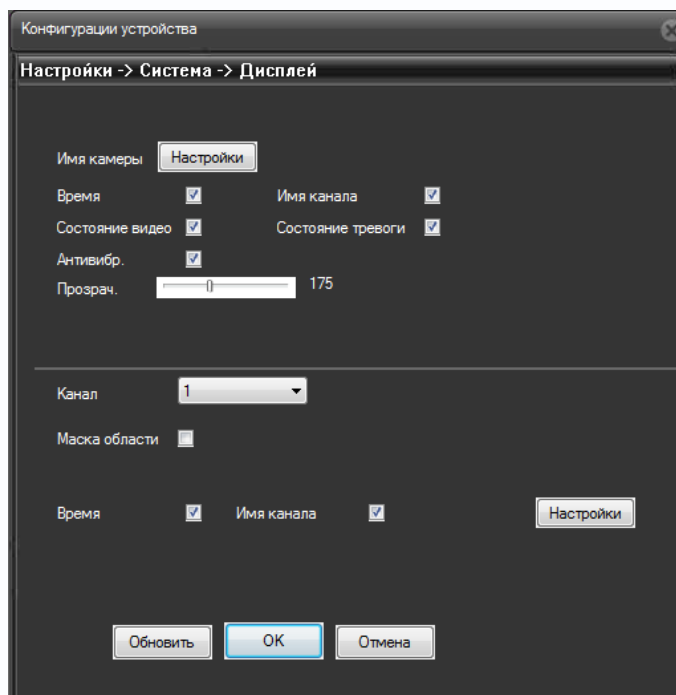 Конфигурации устройства
Настройки -> Система -> Дисплей
Имя камеры Настройки
Время Имя канала
Состояние видео Состояние тревоги
Антивибр.
Прозрач. 175
Канал 1
Маска области
Время Имя канала Настройки
Обновить OK Отмена